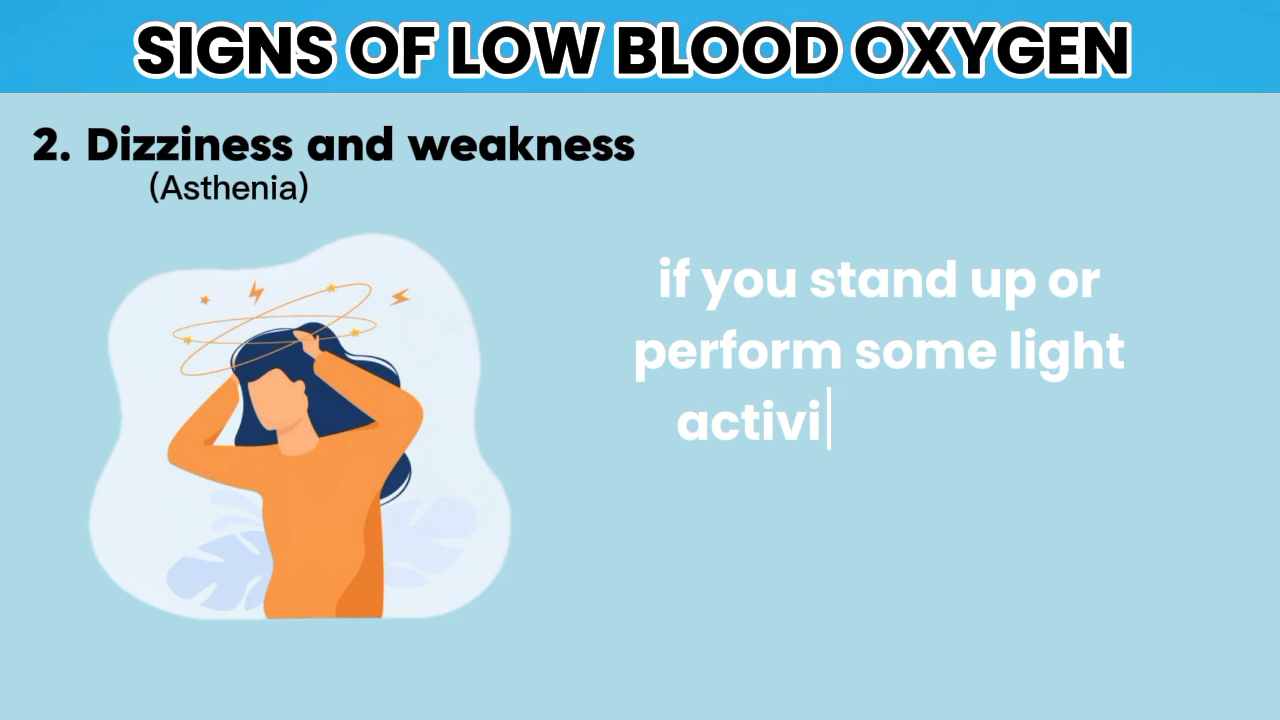 SIGNS OF LOW BLOOD OXYGEN
2. Dizziness and weakness
(Asthenia)
if you stand up or
perform some light
activi